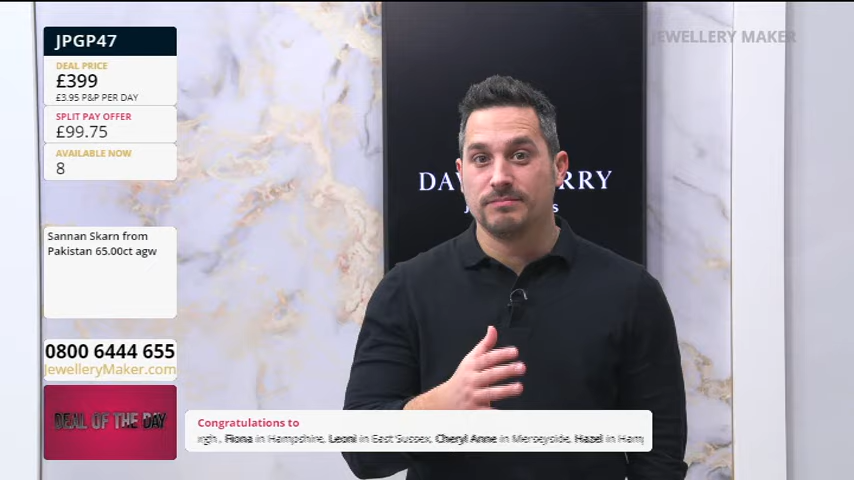 JPGP47
DEAL PRICE
£399
£3.95 P&P PER DAY
SPLIT PAY OFFER
£99.75
AVAILABLE NOW
8
Sannan Skarn from
Pakistan 65.00ct agw
0800 6444 655
JewelleryMaker.com
DEAL OF THE DAY
JEWELLERY MAKER
Congratulations to
Fiona in Hampshire, Leoni in East Sussex, Cheryl Anne in Merseyside, Hazel in